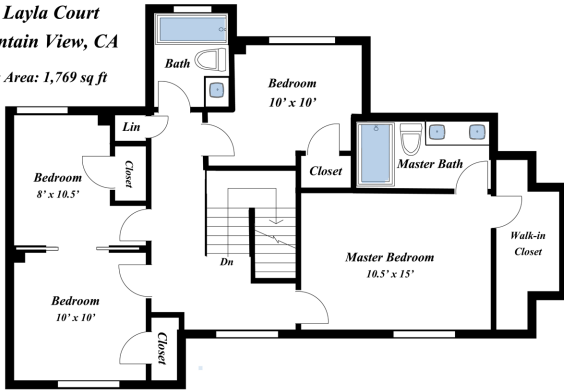 Layla Court
ntain View, CA
Area: 1,769 sq ft
Bath
Bedroom
10' x 10'
Lin
Closet
Bedroom
8' x 10.5'
Closet
Master Bath
Walk-in
Closet
Dn
Master Bedroom
10.5' x 15'
Bedroom
10' x 10'
Closet